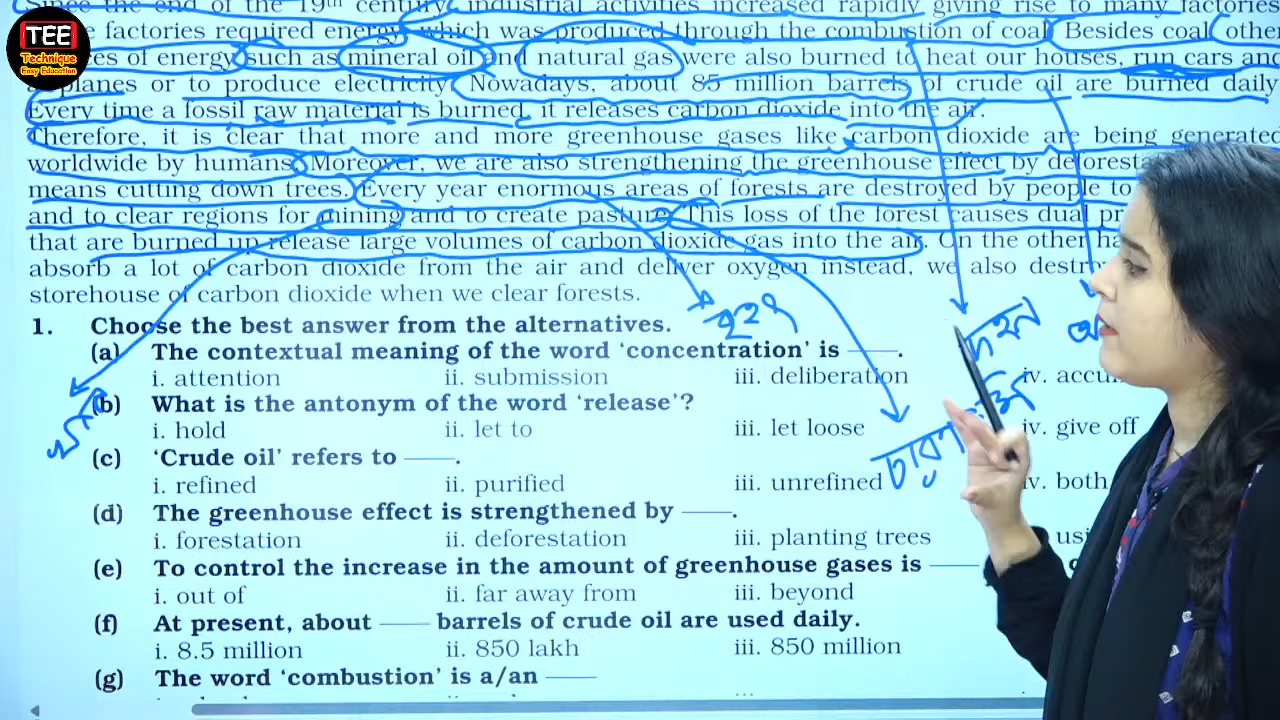 Since the end of the 19th century, industrial activities increased rapidly giving rise to many factories
TEE
Technique
Easy Education
factories required energy which was produced through the combustion of coal. Besides coal other
of energy such as mineral oil and natural gas were also burned to heat our houses, run cars and
planes or to produce electricity. Nowadays, about 85 million barrels of crude oil are burned daily
Every time a fossil raw material is burned, it releases carbon dioxide into the air.
Therefore, it is clear that more and more greenhouse gases like carbon dioxide are being generated
worldwide by humans. Moreover, we are also strengthening the greenhouse effect by
means cutting down trees. Every year enormous areas of forests are destroyed by people to
and to clear regions for mining and to create pasture. This loss of the forest causes dual
that are burned up release large volumes of carbon dioxide gas into the air. On the other
absorb a lot of carbon dioxide from the air and deliver oxygen instead, we also
storehouse of carbon dioxide when we clear forests.
1. Choose the best answer from the alternatives.
(a) The contextual meaning of the word ‘concentration’ is ——.
i. attention ii. submission iii. deliberation iv.
(b) What is the antonym of the word ‘release’?
i. hold ii. let to iii. let loose iv. give off
(c) ‘Crude oil’ refers to ——.
i. refined ii. purified iii. unrefined iv. both
(d) The greenhouse effect is strengthened by ——.
i. forestation ii. deforestation iii. planting trees
(e) To control the increase in the amount of greenhouse gases is ——
i. out of ii. far away from iii. beyond
(f) At present, about —— barrels of crude oil are used daily.
i. 8.5 million ii. 850 lakh iii. 850 million
(g) The word ‘combustion’ is a/an ——